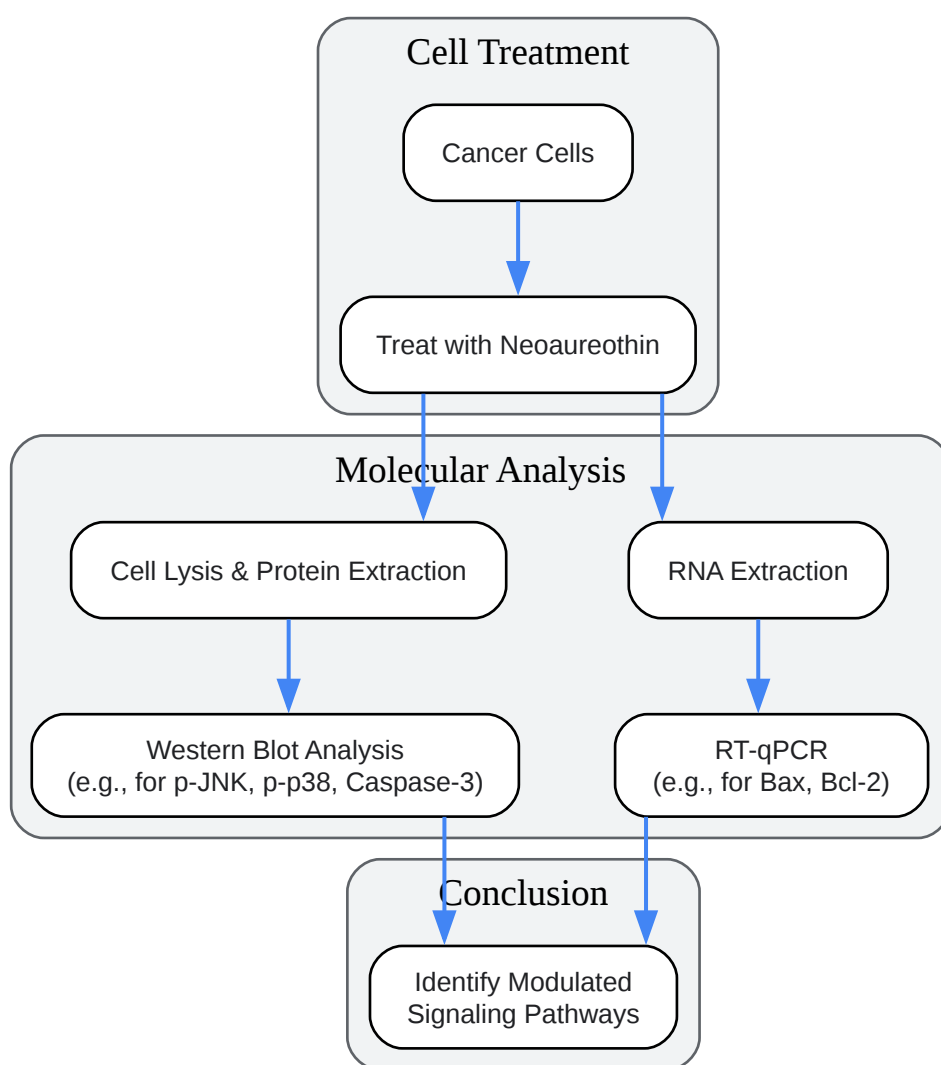 Cell Treatment
Cancer Cells
Treat with Neoaureothin
Molecular Analysis
Cell Lysis & Protein Extraction
RNA Extraction
Western Blot Analysis
(e.g., for p-JNK, p-p38, Caspase-3)
RT-qPCR
(e.g., for Bax, Bcl-2)
Conclusion
Identify Modulated
Signaling Pathways